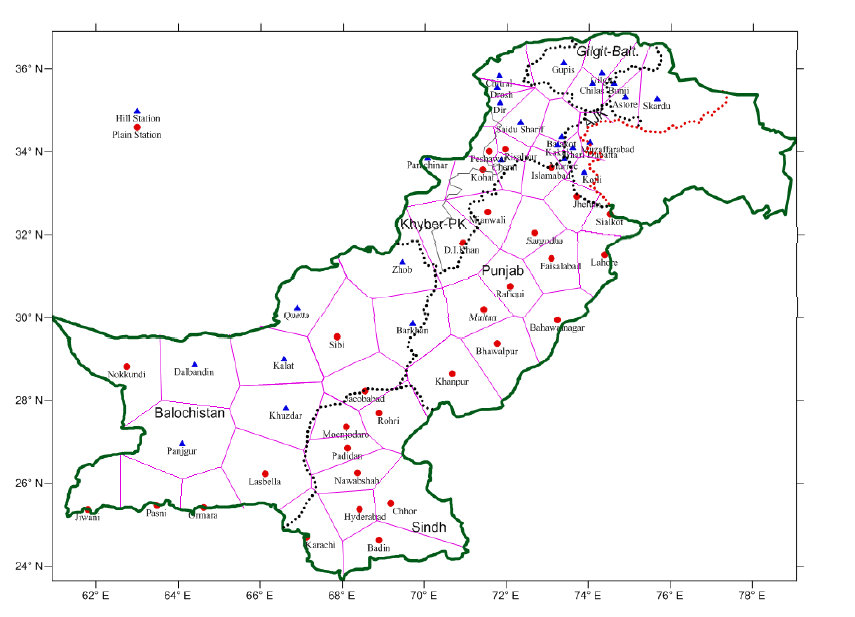 Gilgit-Balt.
36° N
Gupis
Chitral
Drosh
Chilas
Bunji
Dir
Astore
Skardu
Hill Station
Saidu Sharif
Plain Station
Balakot
Muzaffarabad
34° N
Parachinar
Peshawar
Risalpur
Kohat
Islamabad
Kotli
Sialkot
Khyber-PK
32° N
D.I.Khan
Sargodha
Lahore
Zhob
Punjab
Faisalabad
Rafiqui
Quetta
Multan
30° N
Barkhan
Bahawalnagar
Sibi
Bhawalpur
Kalat
Nokkundi
Dalbandin
Khanpur
28° N
Jacobabad
Balochistan
Khuzdar
Rohri
Moenjodaro
Panjgur
Padidan
Lasbella
Nawabshah
26° N
Jiwani
Pasni
Ormara
Hyderabad
Chhor
Sindh
Karachi
Badin
24° N
62° E
64° E
66° E
68° E
70° E
72° E
74° E
76° E
78° E